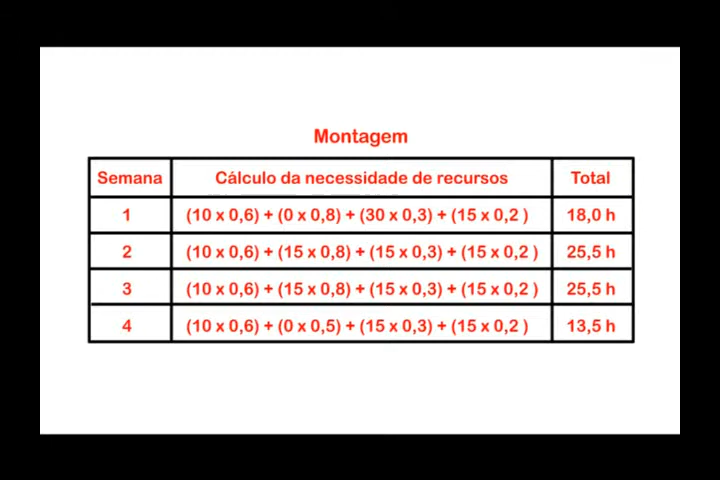 Montagem
Semana Cálculo da necessidade de recursos Total
1 (10 x 0,6) + (0 x 0,8) + (30 x 0,3) + (15 x 0,2 ) 18,0 h
2 (10 x 0,6) + (15 x 0,8) + (15 x 0,3) + (15 x 0,2 ) 25,5 h
3 (10 x 0,6) + (15 x 0,8) + (15 x 0,3) + (15 x 0,2 ) 25,5 h
4 (10 x 0,6) + (0 x 0,5) + (15 x 0,3) + (15 x 0,2 ) 13,5 h